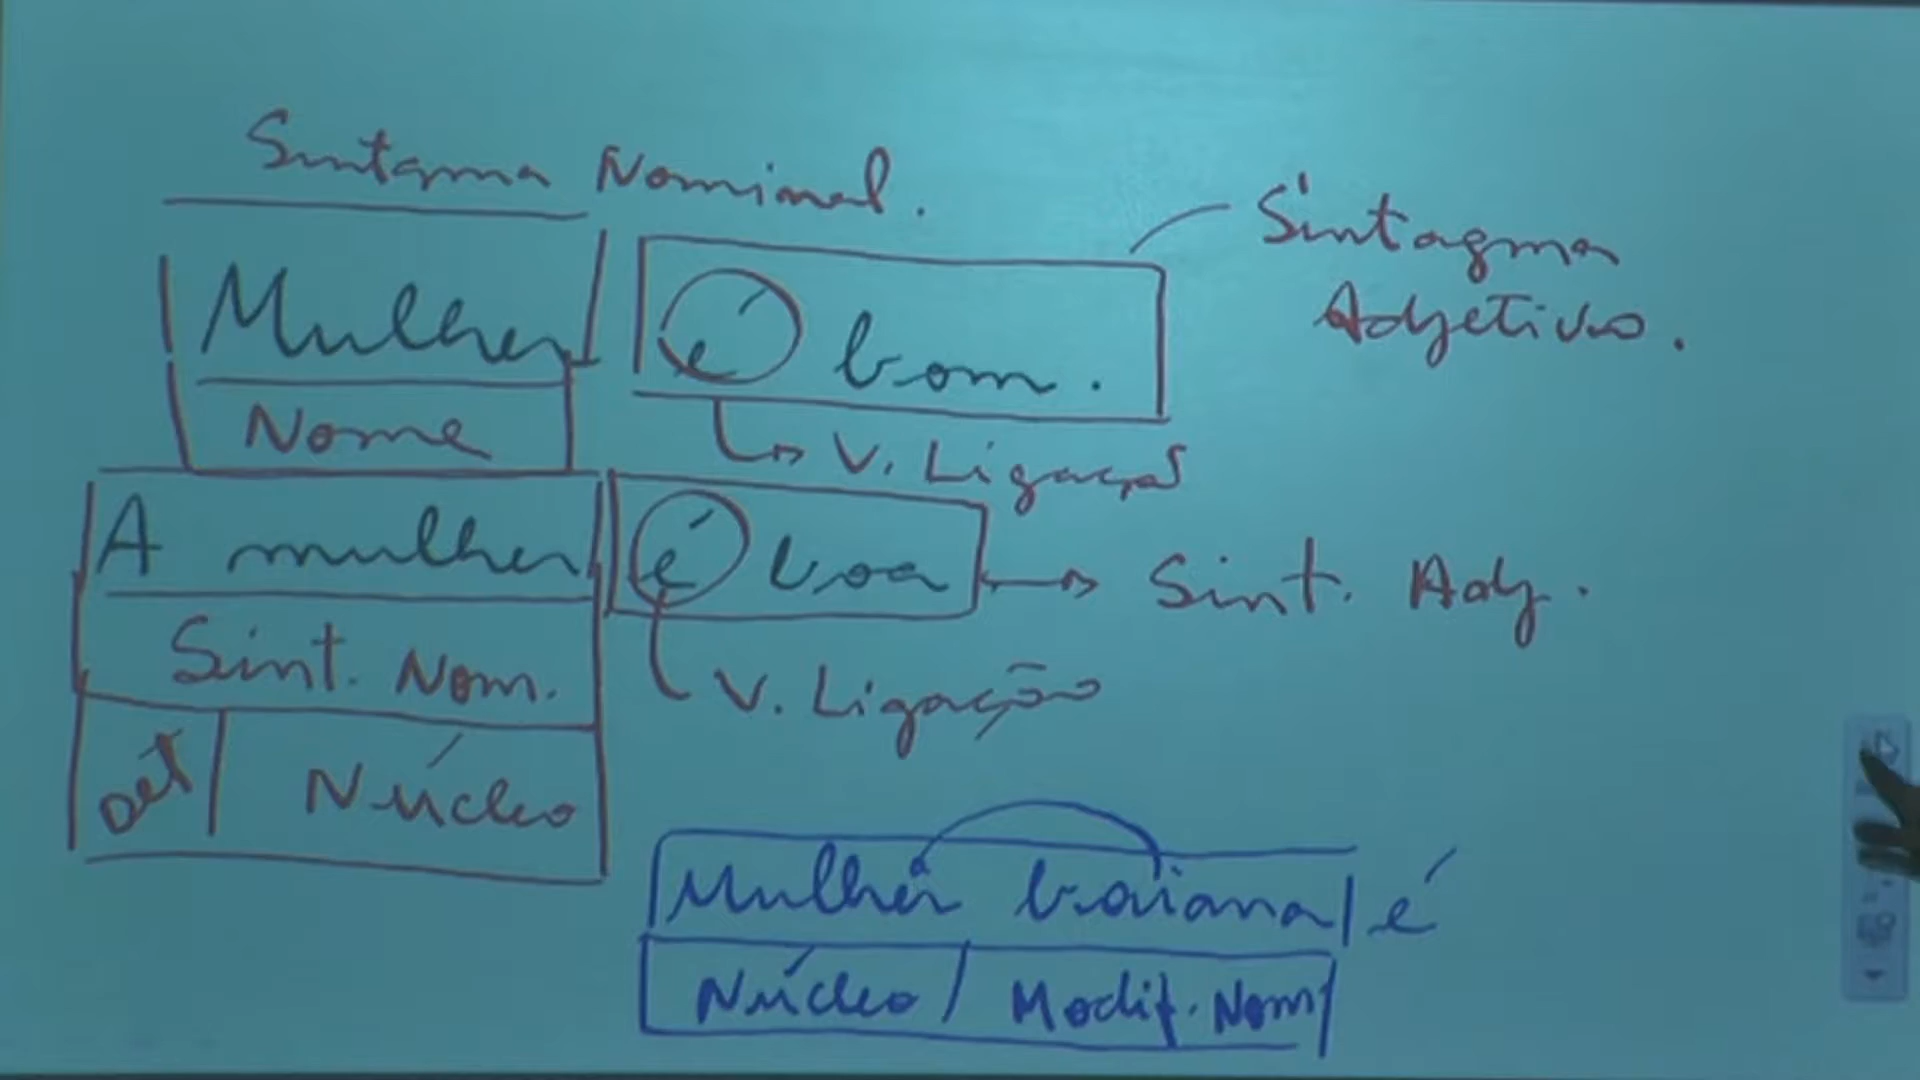 Sintagma Nominal.
Sintagma
Adjetivo.
Mulher é bom.
Nome
V. Ligação
A mulher é boa
Sint. Adj.
Sint. Nom.
V. Ligação
Det Núcleo
Mulher baiana é
Núcleo Modif. Nom